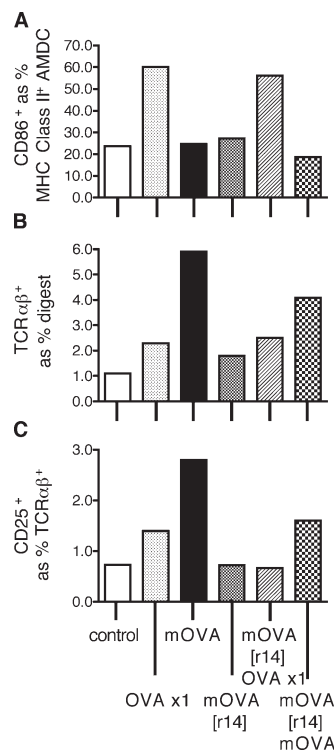 A
CD86+ as %
MHC Class II+ AMDC
70.0
60.0
50.0
40.0
30.0
20.0
10.0
0.0
B
TCRαβ+
as % digest
6.0
5.0
4.0
3.0
2.0
1.0
0.0
C
CD25+
as % TCRαβ+
3.0
2.0
1.0
0.0
control
mOVA
mOVA
[r14]
OVA x1
OVA x1
mOVA
[r14]
mOVA
[r14]
mOVA